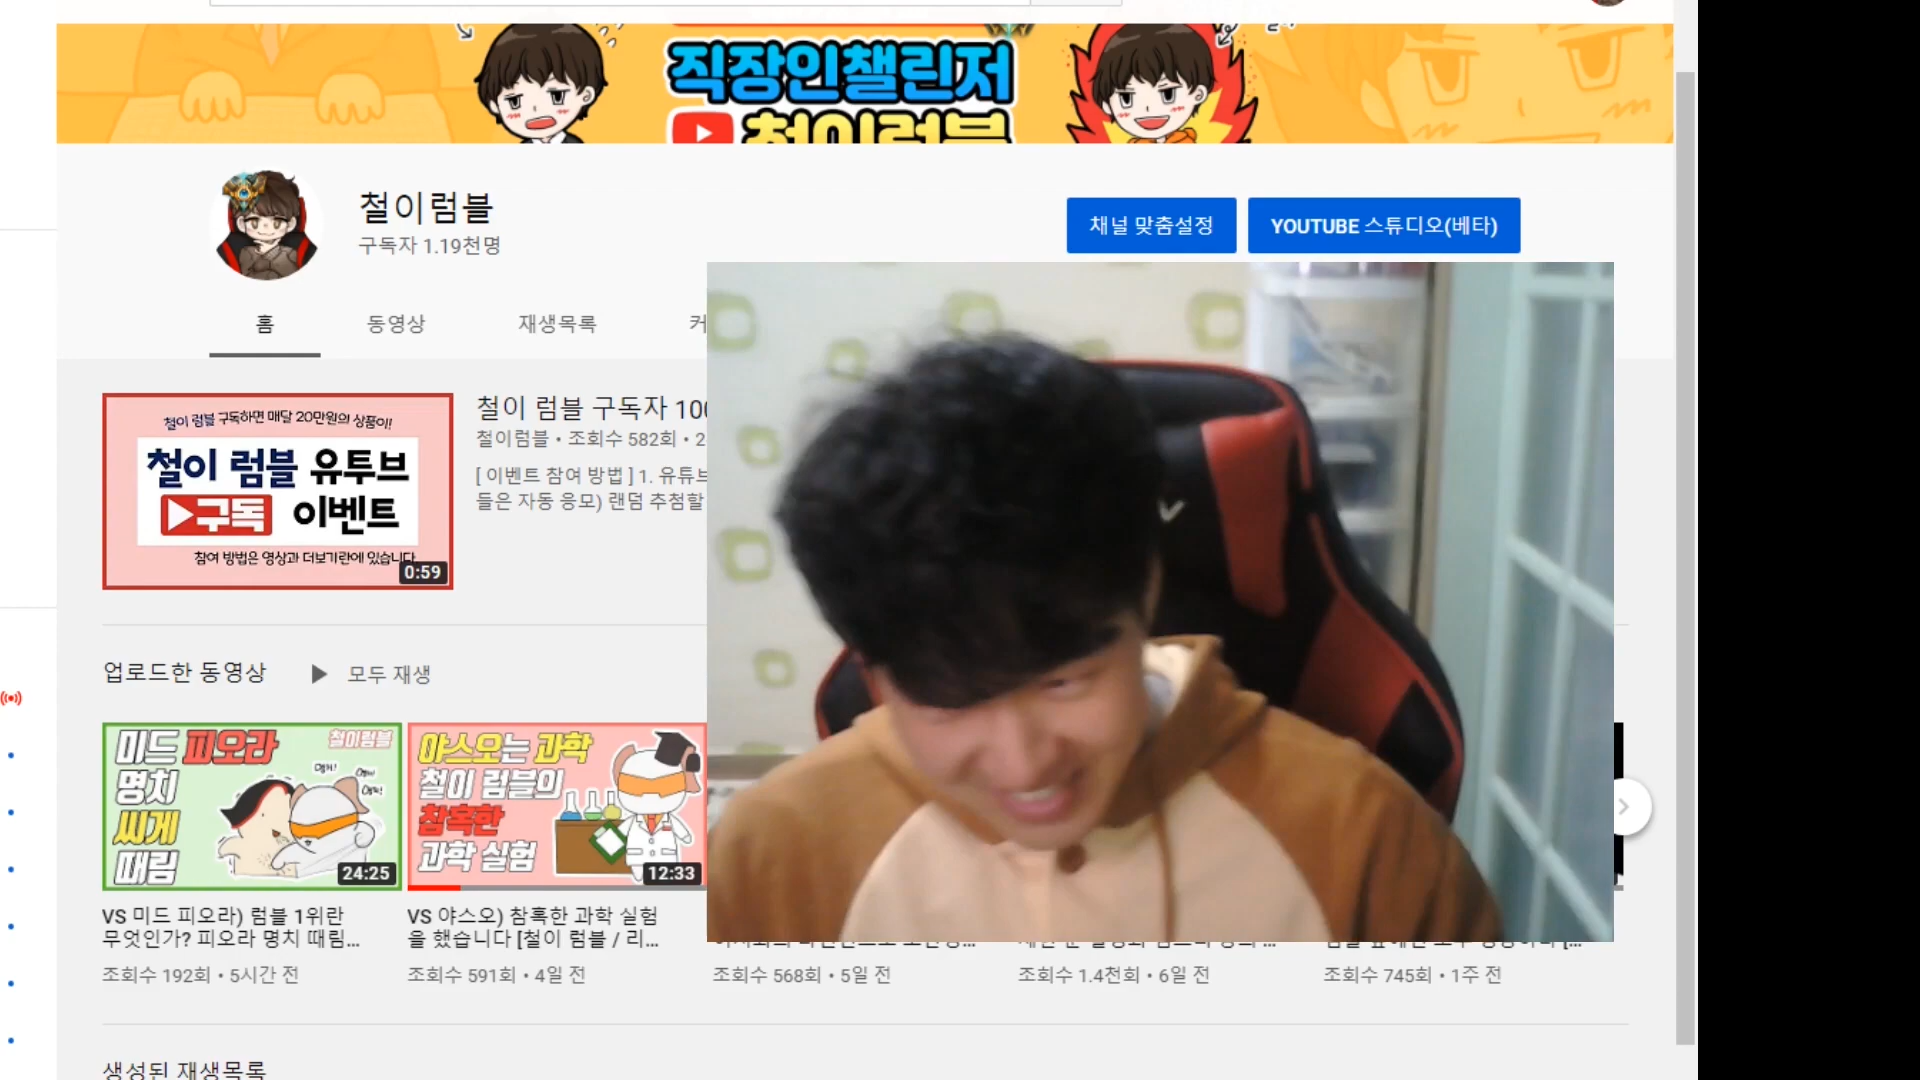 직장인챌린저
철이럼블
철이럼블
구독자 1.19천명
채널 맞춤설정
YOUTUBE 스튜디오(베타)
홈
동영상
재생목록
커
철이 럼블 구독하면 매달 20만원의 상품이!
철이 럼블 유투브
구독 이벤트
참여 방법은 영상과 더보기란에 있습니다
0:59
철이 럼블 구독자 100
철이럼블 • 조회수 582회 • 2
[ 이벤트 참여 방법 ] 1. 유튜브
들은 자동 응모) 랜덤 추첨할
업로드한 동영상
모두 재생
미드 피오라
명치
씨게
때림
철이럼블
24:25
야스오는 과학
철이 럼블의
참혹한
과학 실험
12:33
VS 미드 피오라) 럼블 1위란
무엇인가? 피오라 명치 때림...
조회수 192회 • 5시간 전
VS 야스오) 참혹한 과학 실험
을 했습니다 [철이 럼블 / 리...
조회수 591회 • 4일 전
조회수 568회 • 5일 전
조회수 1.4천회 • 6일 전
조회수 745회 • 1주 전
생성된 재생목록